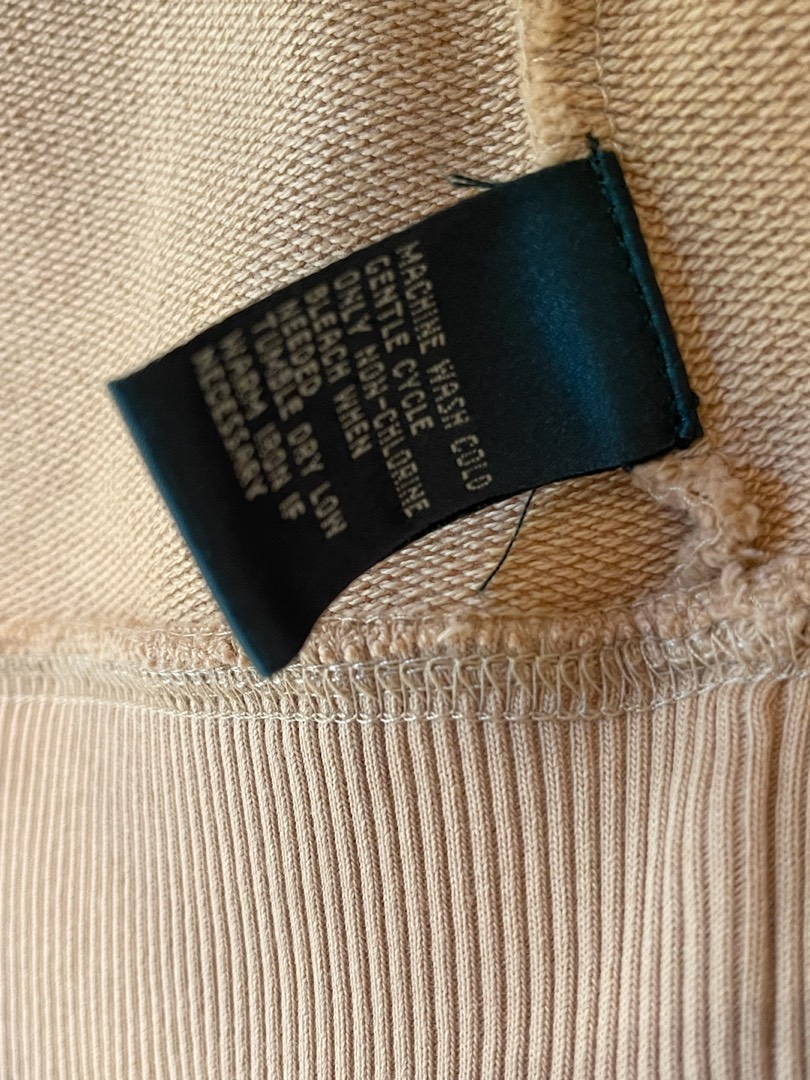 MACHINE WASH COLD
GENTLE CYCLE
ONLY NON-CHLORINE
BLEACH WHEN
NEEDED
TUMBLE DRY LOW
WARM IRON IF
NECESSARY